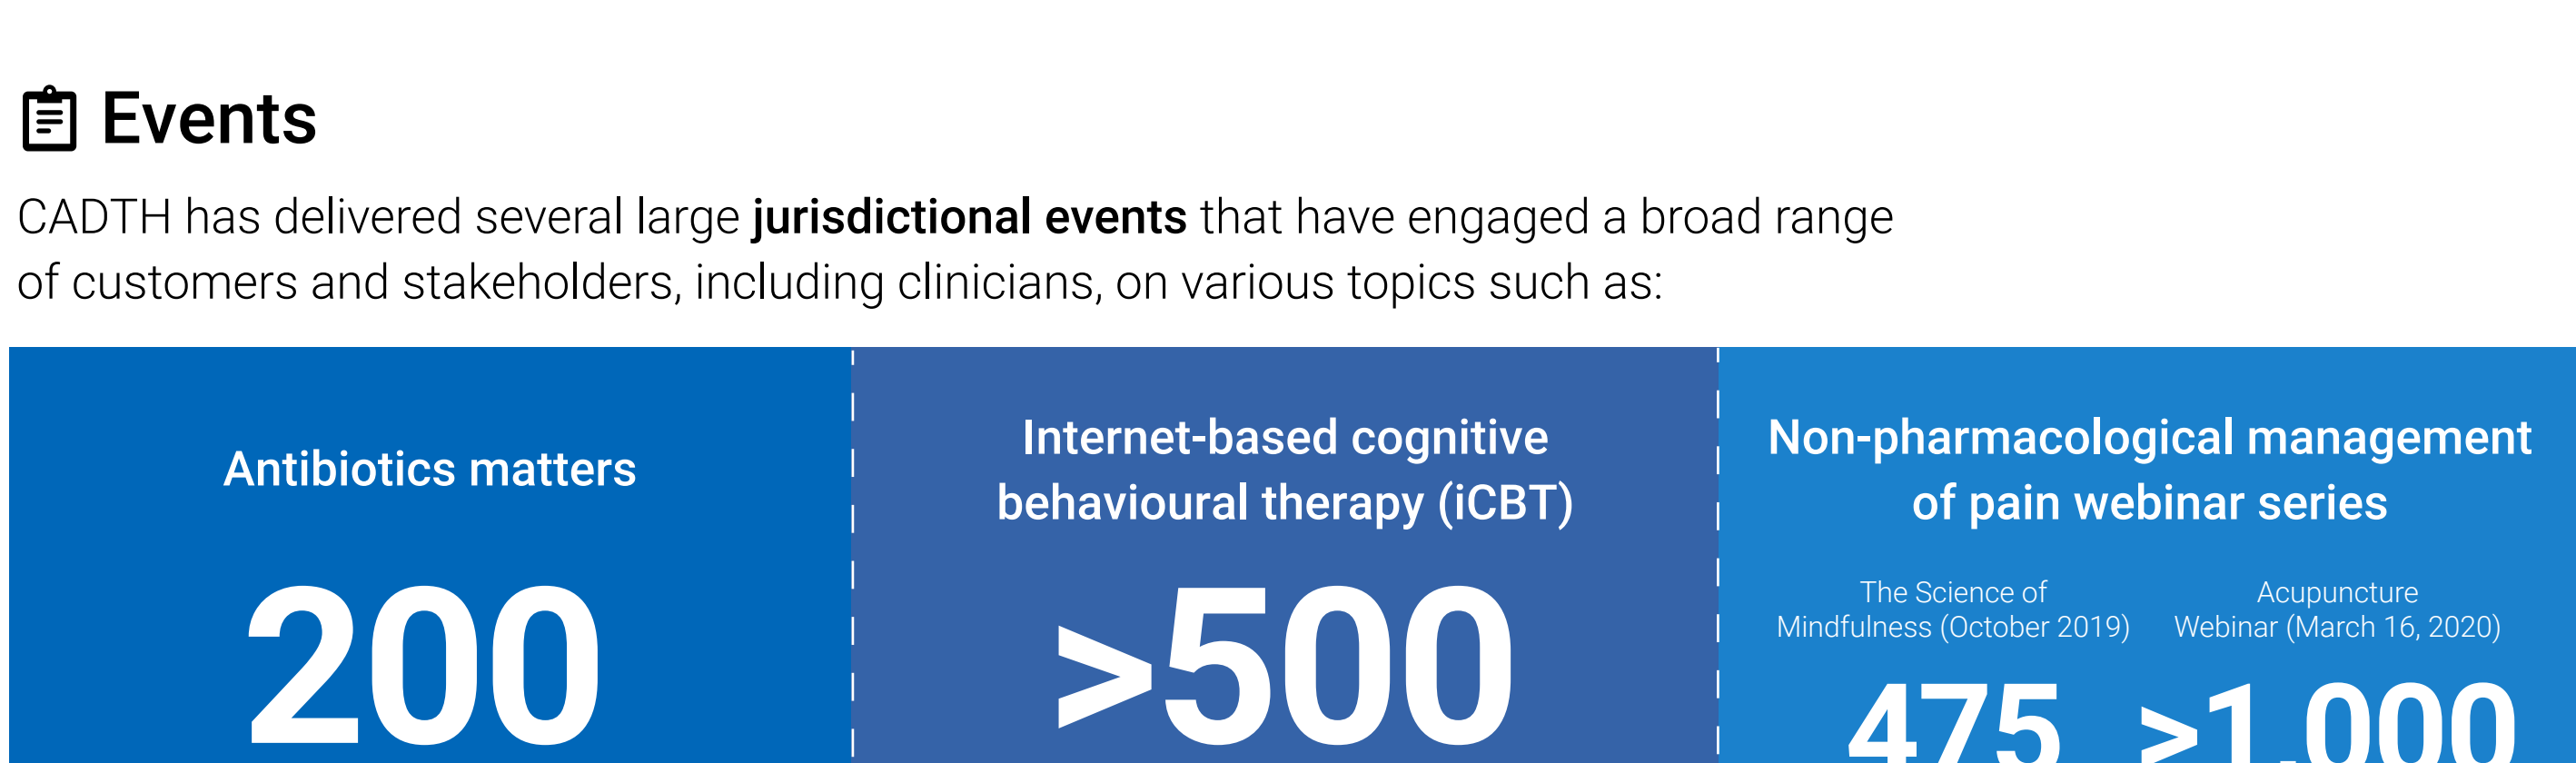 Events
CADTH has delivered several large jurisdictional events that have engaged a broad range
of customers and stakeholders, including clinicians, on various topics such as:
Antibiotics matters
200
Internet-based cognitive
behavioural therapy (iCBT)
>500
Non-pharmacological management
of pain webinar series
The Science of
Mindfulness (October 2019)
475
Acupuncture
Webinar (March 16, 2020)
>1,000